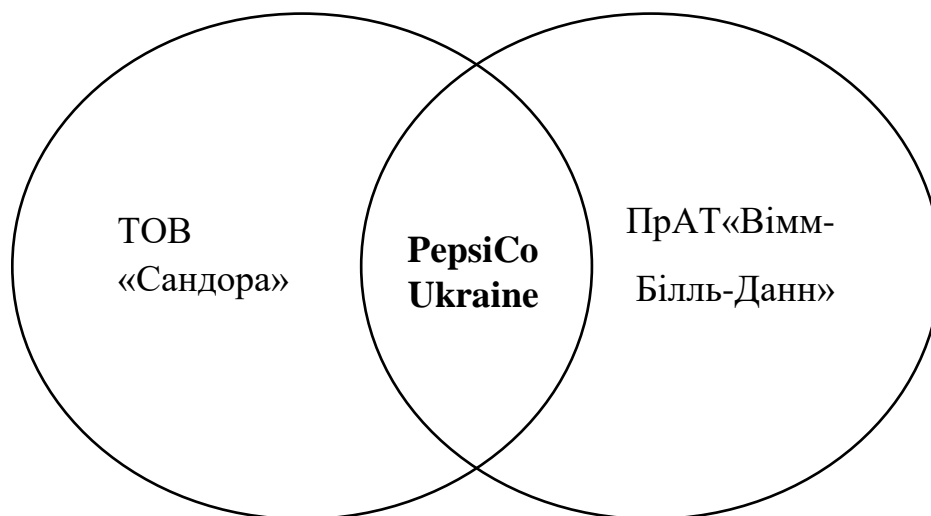 ТОВ
«Сандора»
PepsiCo
Ukraine
ПрАТ«Вімм-
Білль-Данн»